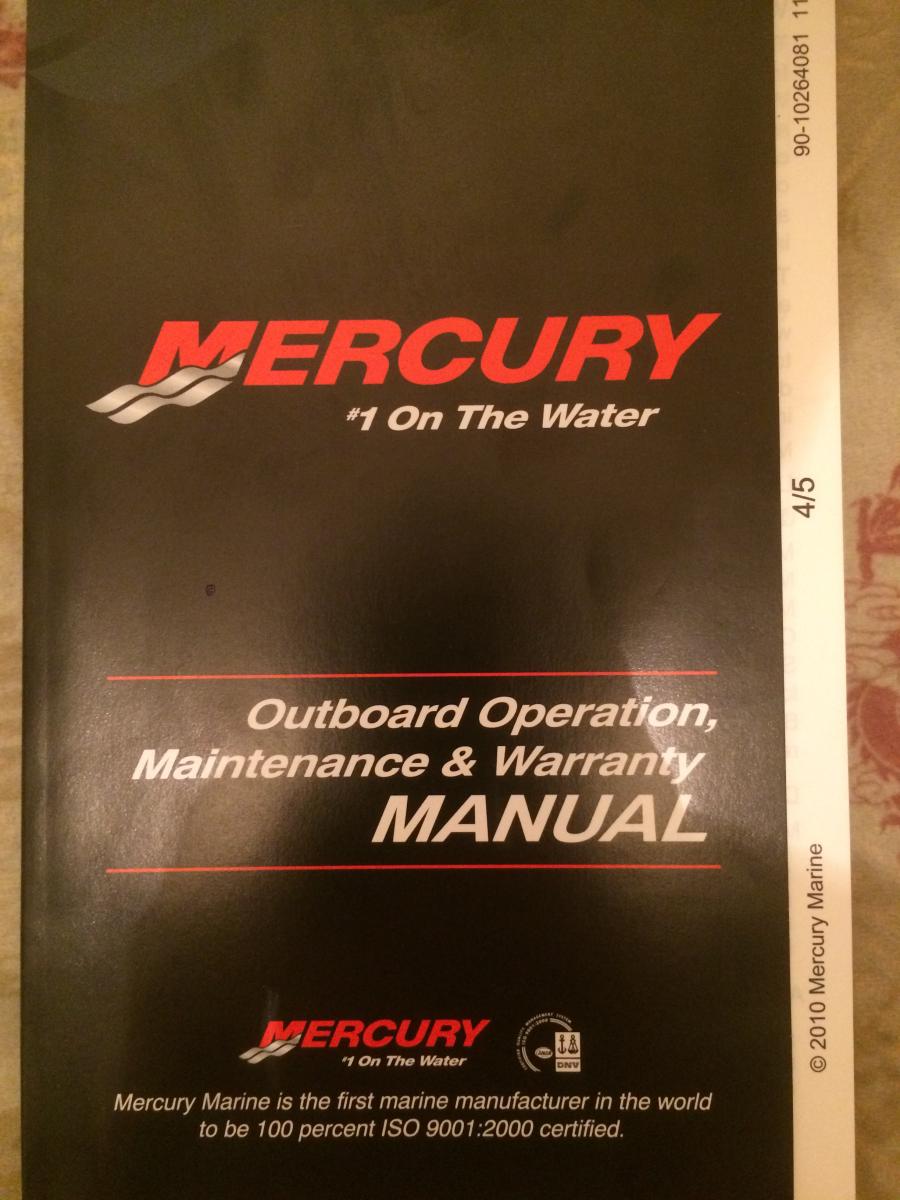 MERCURY
#1 On The Water
Outboard Operation,
Maintenance & Warranty
MANUAL
MERCURY
#1 On The Water
DNV
Mercury Marine is the first marine manufacturer in the world
to be 100 percent ISO 9001:2000 certified.
90-10264081 11
4/5
© 2010 Mercury Marine